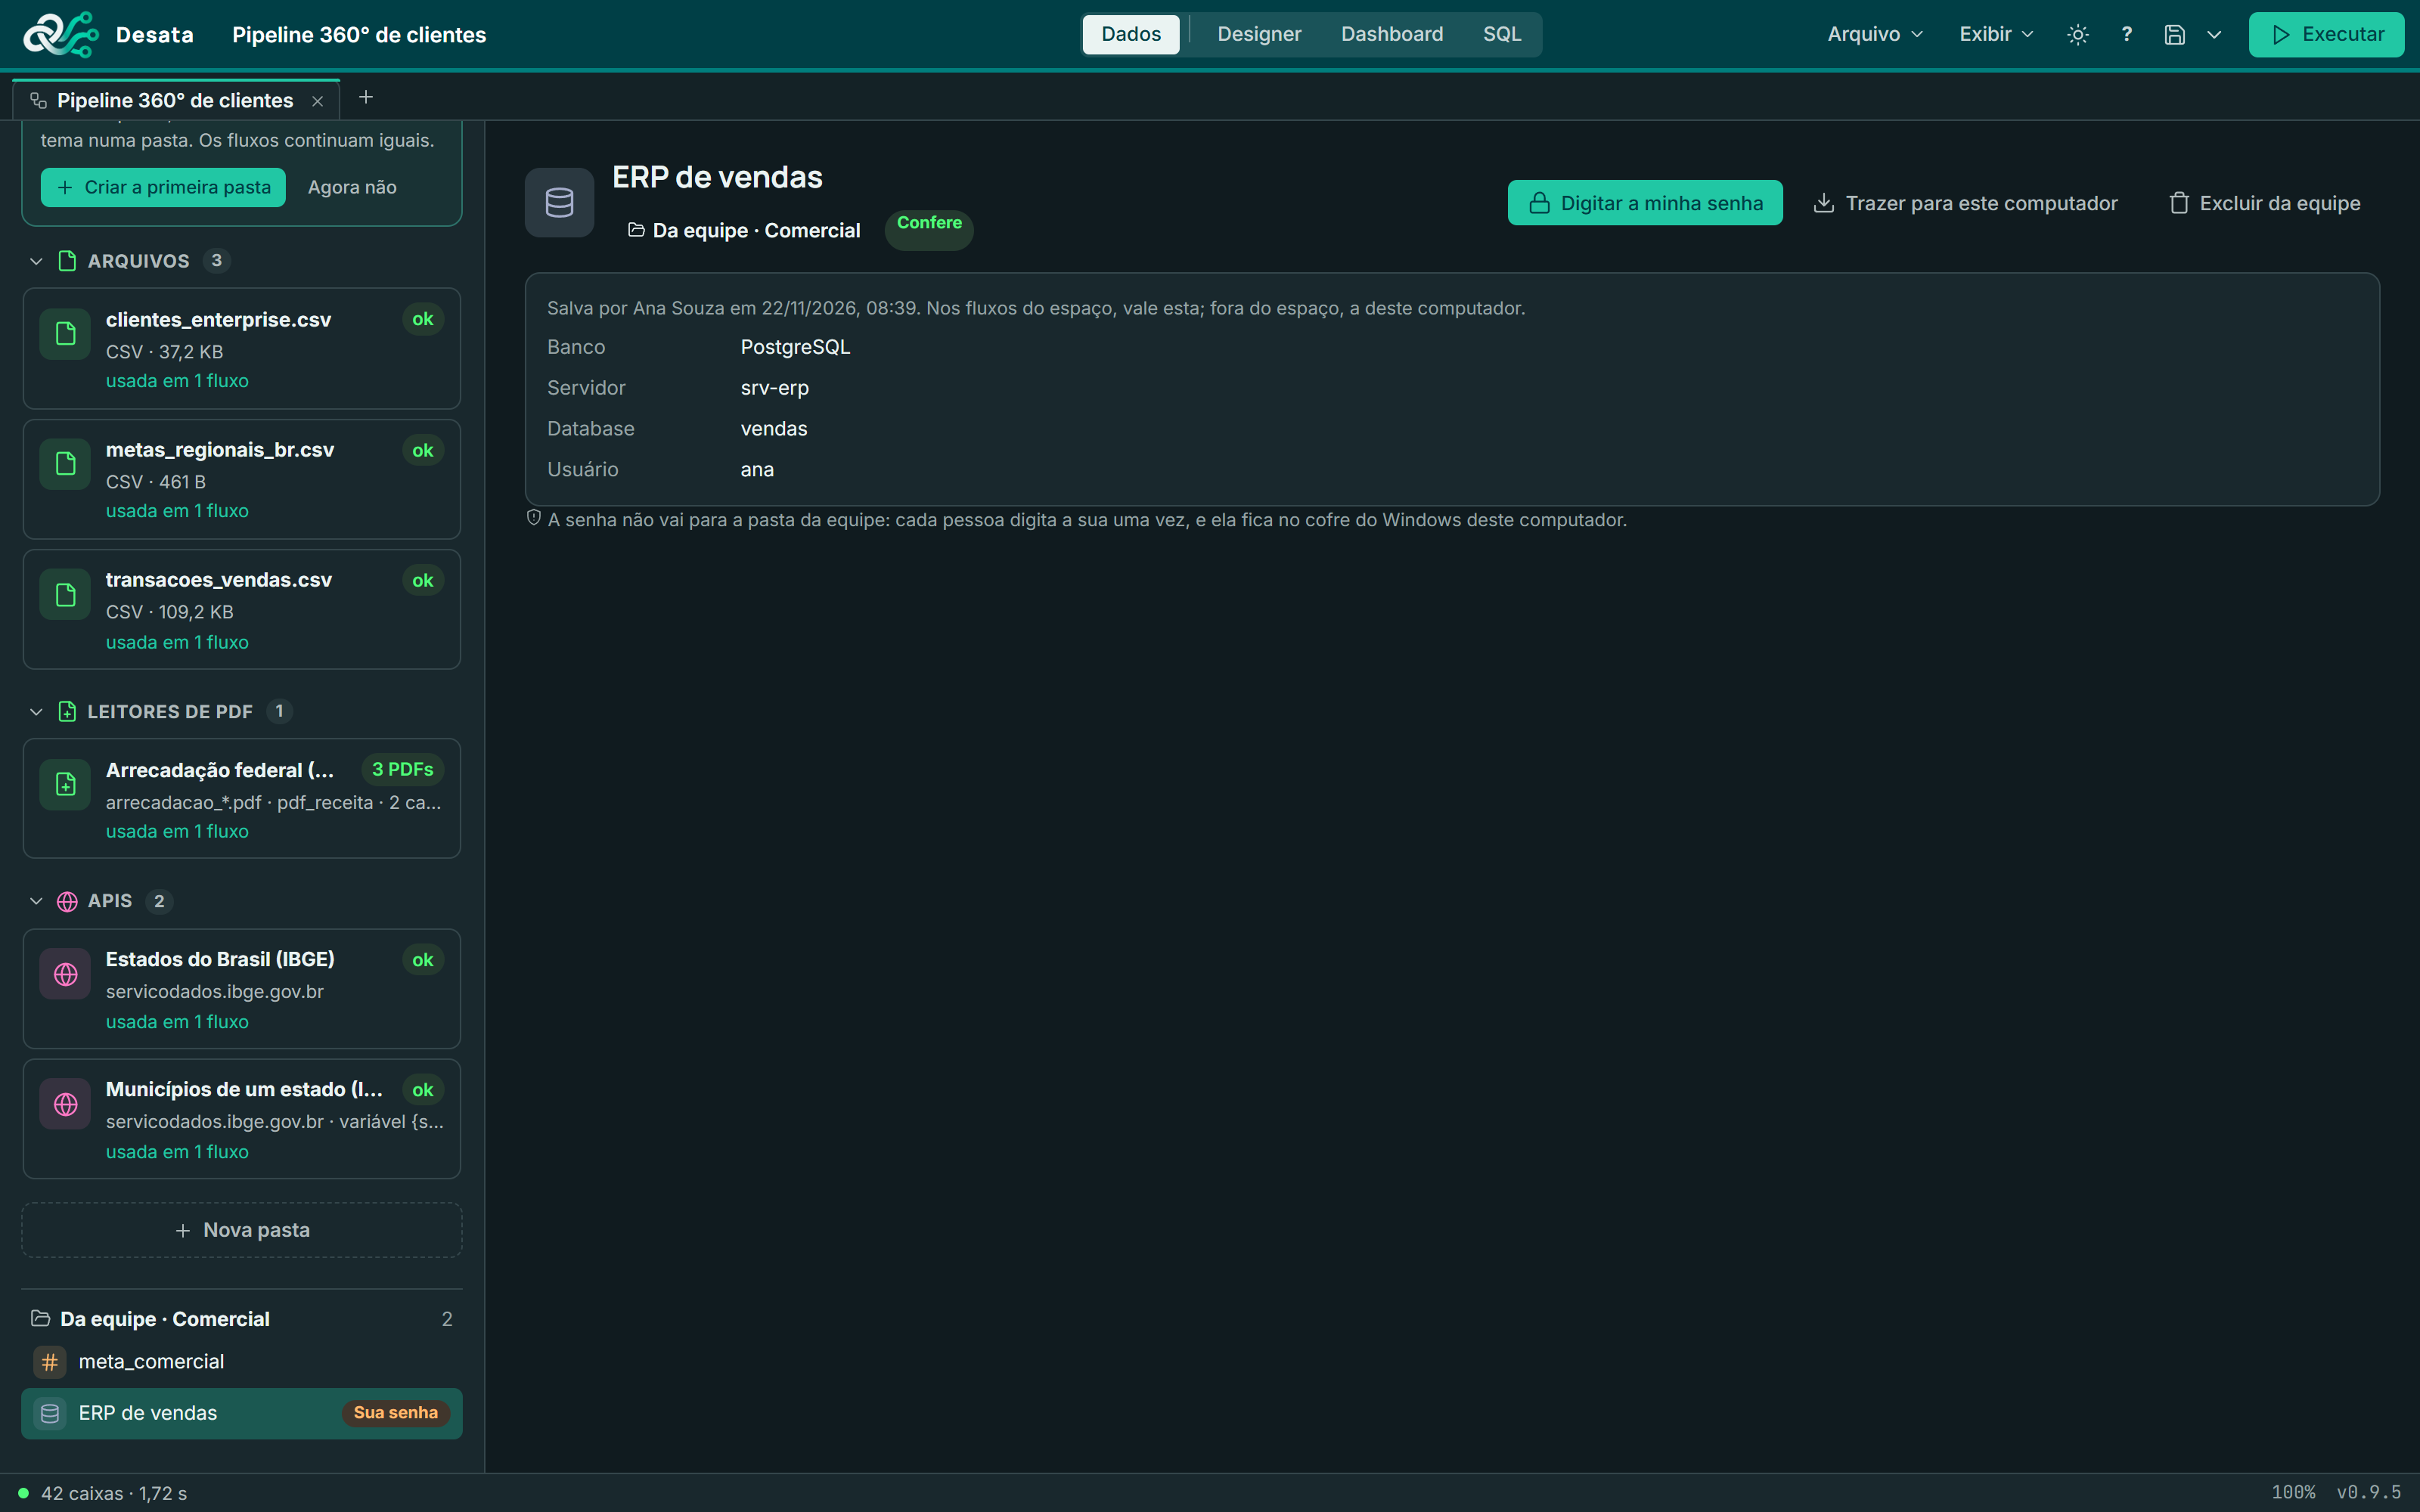 Desata
Pipeline 360° de clientes
Dados
Designer
Dashboard
SQL
Arquivo
Exibir
?
Executar
Pipeline 360° de clientes
tema numa pasta. Os fluxos continuam iguais.
Criar a primeira pasta
Agora não
ARQUIVOS 3
clientes_enterprise.csv ok
CSV · 37,2 KB
usada em 1 fluxo
metas_regionais_br.csv ok
CSV · 461 B
usada em 1 fluxo
transacoes_vendas.csv ok
CSV · 109,2 KB
usada em 1 fluxo
LEITORES DE PDF 1
Arrecadação federal (... 3 PDFs
arrecadacao_*.pdf · pdf_receita · 2 ca...
usada em 1 fluxo
APIS 2
Estados do Brasil (IBGE) ok
servicodados.ibge.gov.br
usada em 1 fluxo
Municípios de um estado (I... ok
servicodados.ibge.gov.br · variável {s...
usada em 1 fluxo
Nova pasta
Da equipe · Comercial 2
meta_comercial
ERP de vendas Sua senha
ERP de vendas
Da equipe · Comercial Confere
Digitar a minha senha
Trazer para este computador
Excluir da equipe
Salva por Ana Souza em 22/11/2026, 08:39. Nos fluxos do espaço, vale esta; fora do espaço, a deste computador.
Banco PostgreSQL
Servidor srv-erp
Database vendas
Usuário ana
A senha não vai para a pasta da equipe: cada pessoa digita a sua uma vez, e ela fica no cofre do Windows deste computador.
42 caixas · 1,72 s
100% v0.9.5